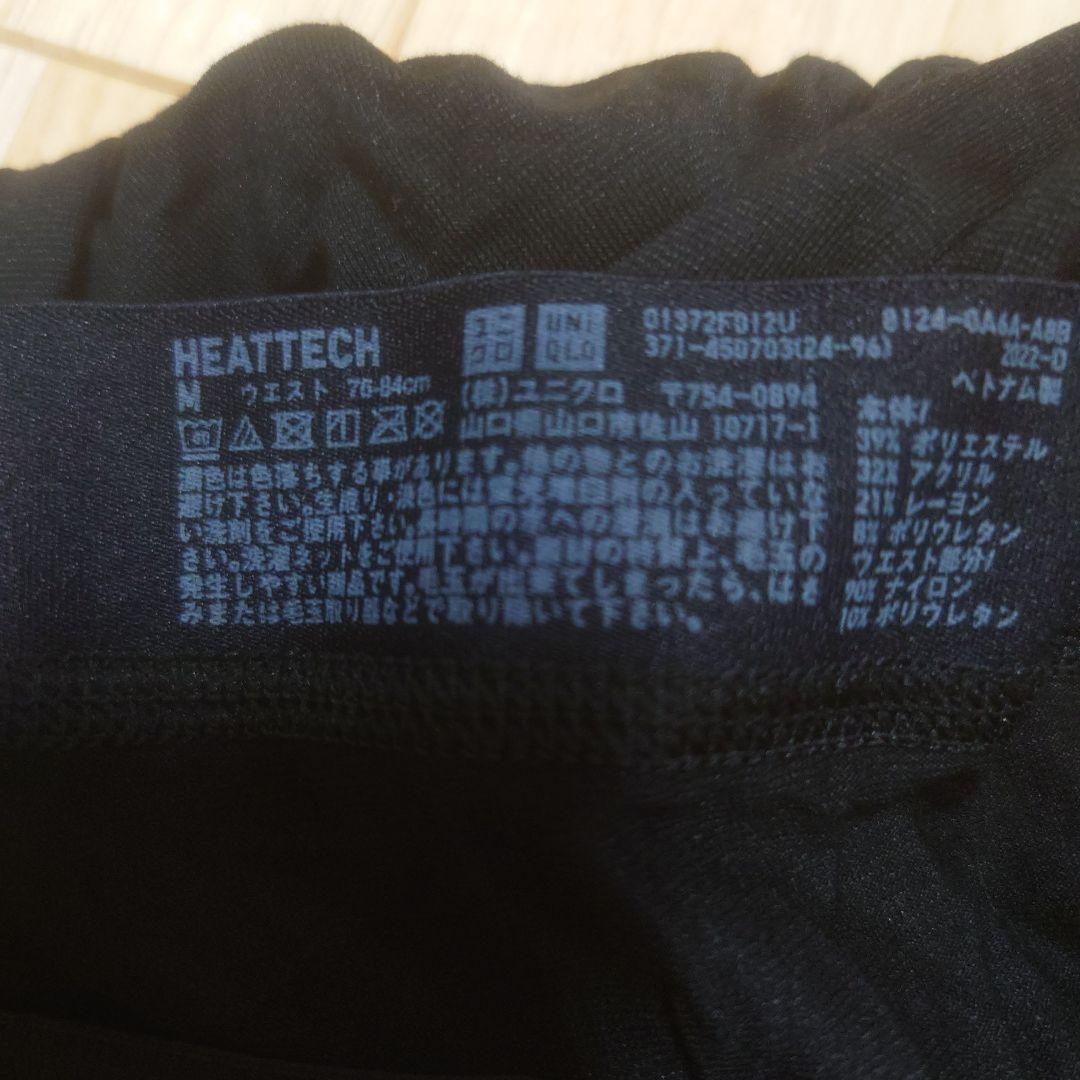 HEATTECH
M ウエスト 76-84cm
UNI
QLO
371-450703(24-96)
2022-0
ベトナム製
(株)ユニクロ 〒754-0894
山口県山口市佐山 10717-1
濃色は色落ちする事があります。他の物とのお洗濯はお
避け下さい。生成り・淡色には蛍光増白剤の入っていな
い洗剤をご使用下さい。長時間の水への浸漬はお避け下
さい。洗濯ネットをご使用下さい。素材の特質上、毛玉の
発生しやすい商品です。毛玉が出来てしまったら、はさ
みまたは毛玉取り器などで取り除いて下さい。
本体/
39% ポリエステル
32% アクリル
21% レーヨン
8% ポリウレタン
ウエスト部分/
90% ナイロン
10% ポリウレタン